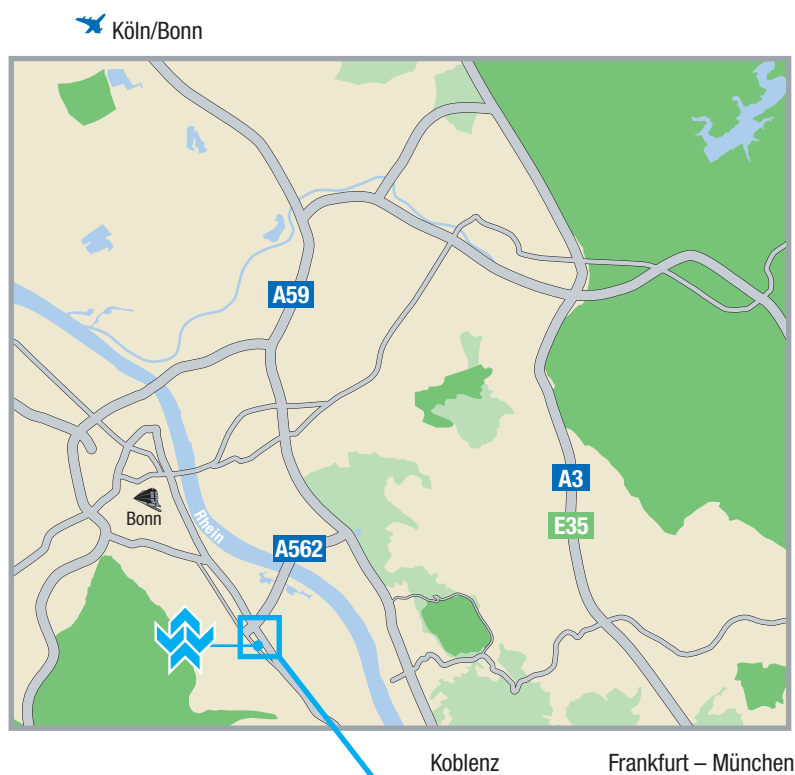 Köln/Bonn
A59
A3
Bonn
Rhein
E35
A562
Koblenz
Frankfurt – München